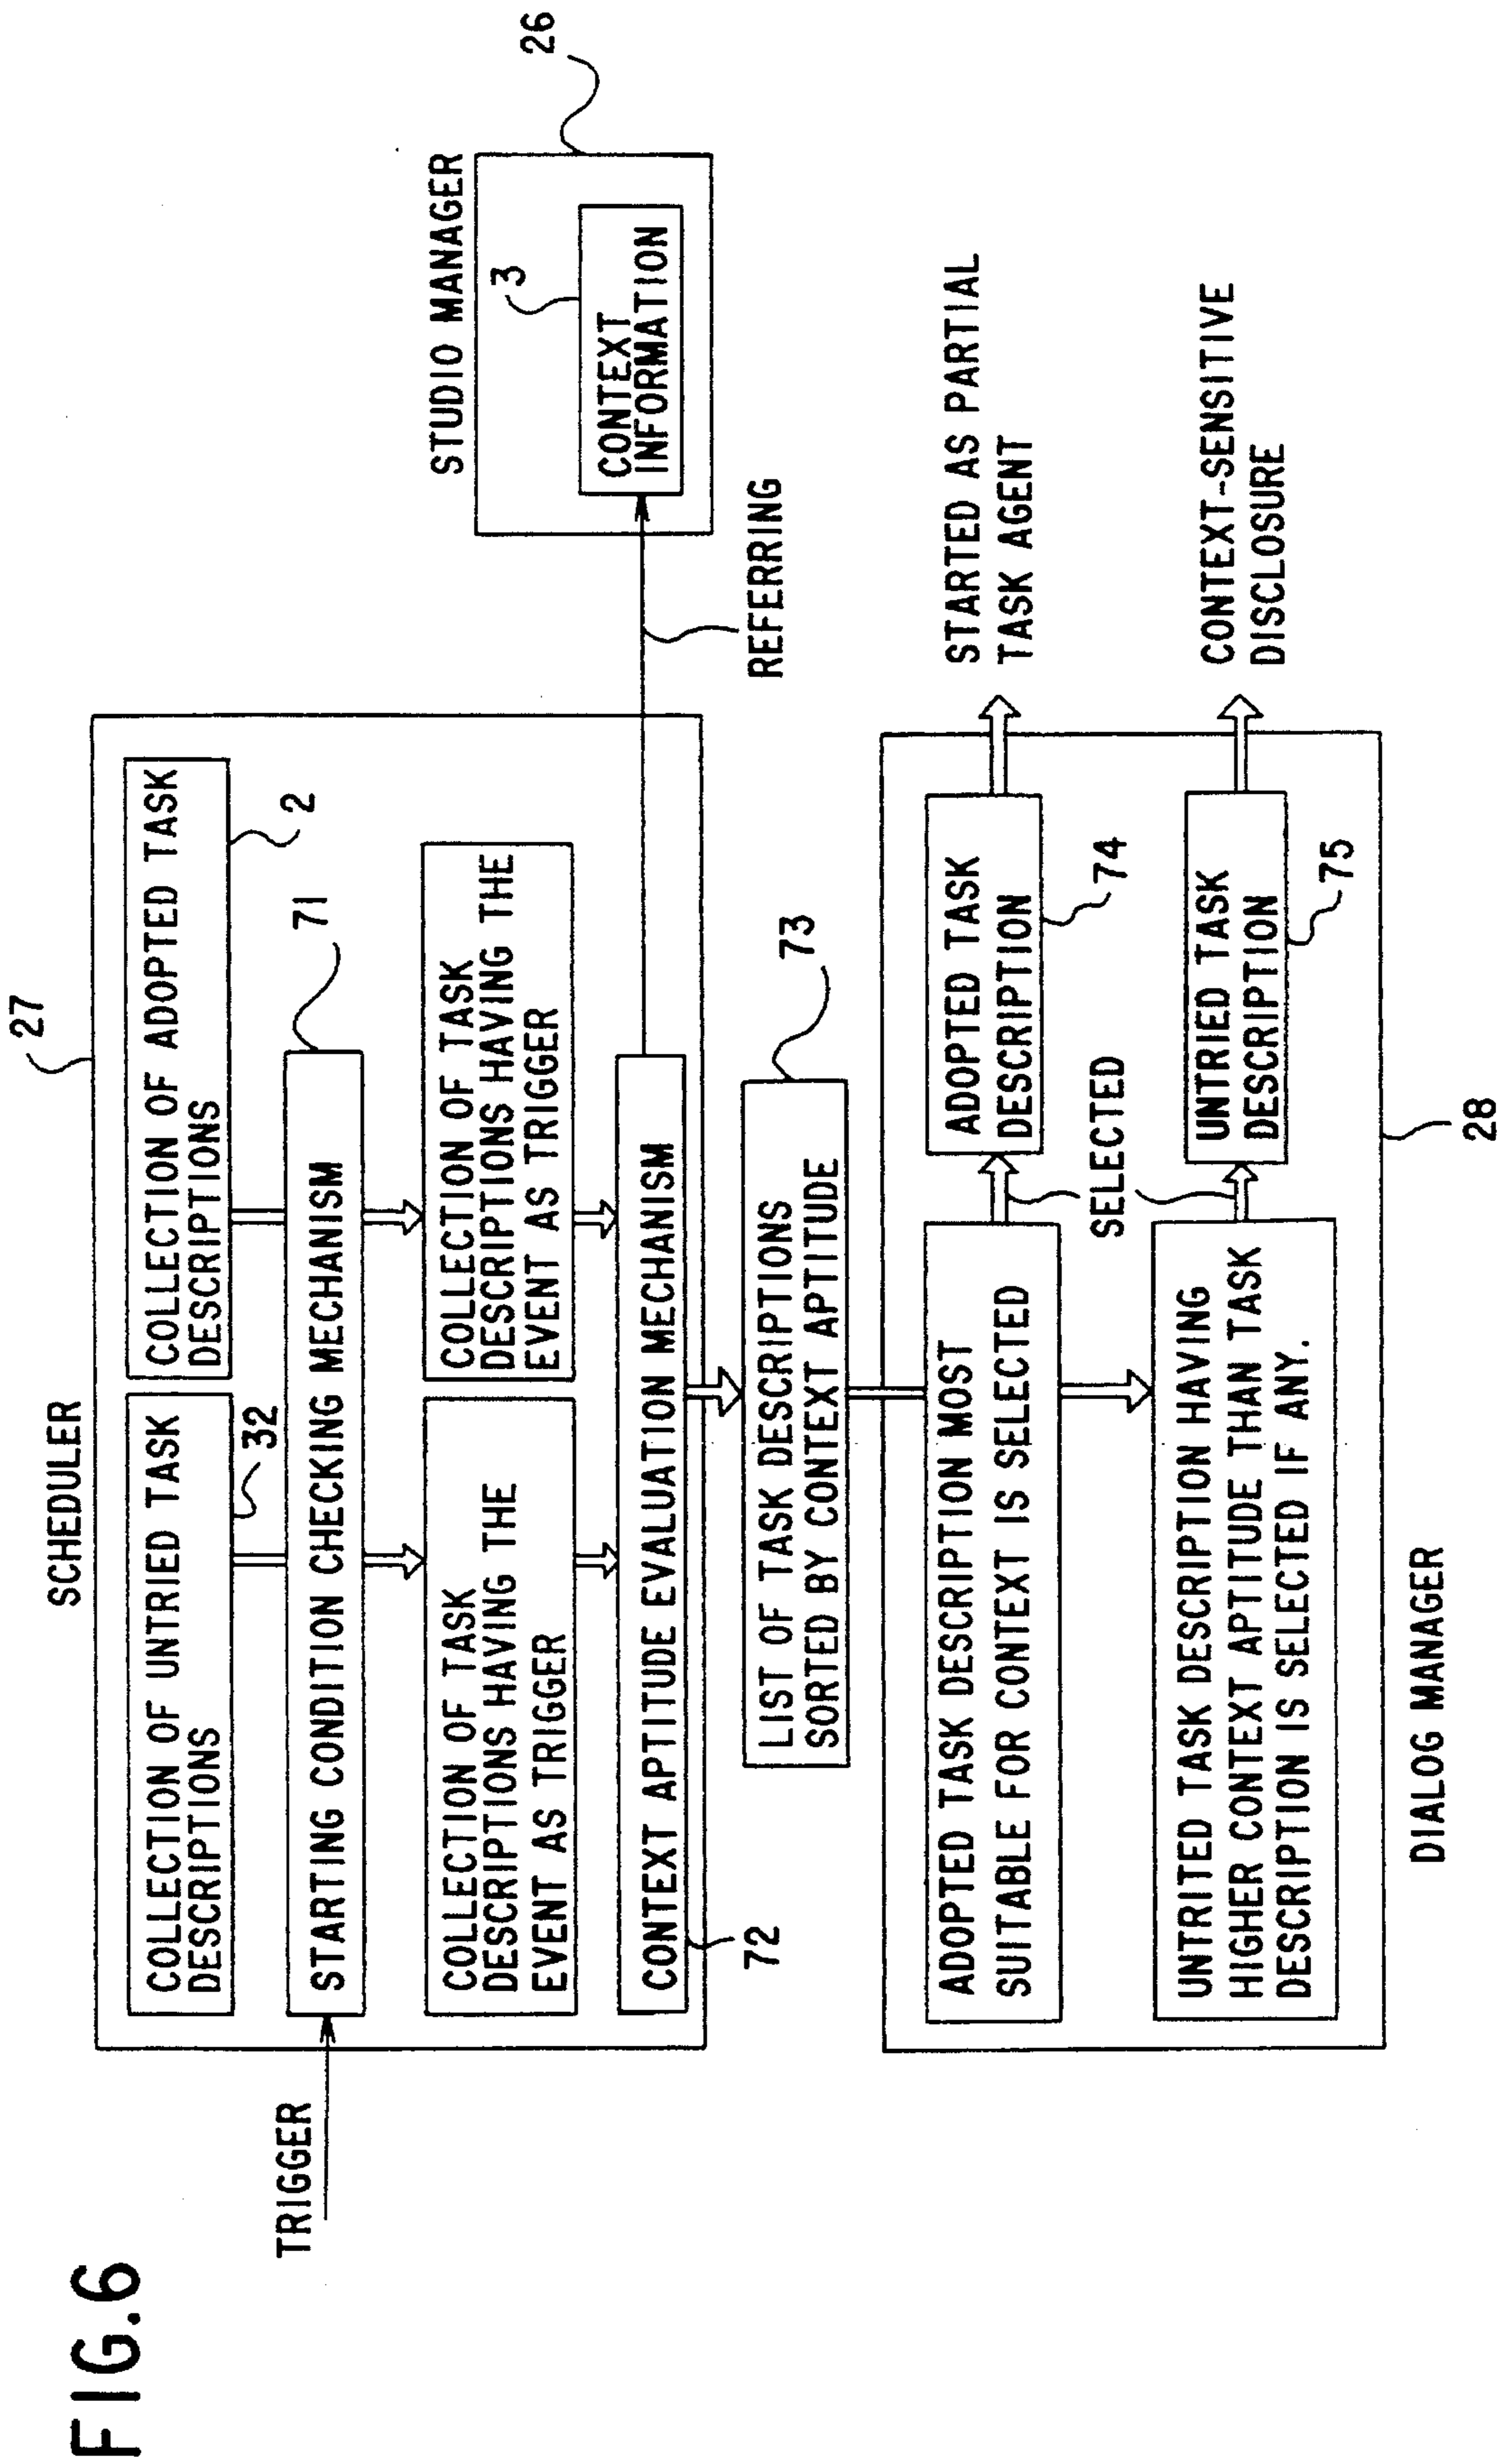 FIG.6
SCHEDULER
27
COLLECTION OF UNTRIED TASK
DESCRIPTIONS
32
COLLECTION OF ADOPTED TASK
DESCRIPTIONS
2
TRIGGER
STARTING CONDITION CHECKING MECHANISM
71
COLLECTION OF TASK
DESCRIPTIONS HAVING THE
EVENT AS TRIGGER
COLLECTION OF TASK
DESCRIPTIONS HAVING THE
EVENT AS TRIGGER
CONTEXT APTITUDE EVALUATION MECHANISM
72
STUDIO MANAGER
26
3
CONTEXT
INFORMATION
REFERRING
LIST OF TASK DESCRIPTIONS
SORTED BY CONTEXT APTITUDE
73
ADOPTED TASK DESCRIPTION MOST
SUITABLE FOR CONTEXT IS SELECTED
ADOPTED TASK
DESCRIPTION
74
STARTED AS PARTIAL
TASK AGENT
SELECTED
UNTRITED TASK DESCRIPTION HAVING
HIGHER CONTEXT APTITUDE THAN TASK
DESCRIPTION IS SELECTED IF ANY.
UNTRIED TASK
DESCRIPTION
75
CONTEXT-SENSITIVE
DISCLOSURE
DIALOG MANAGER
28